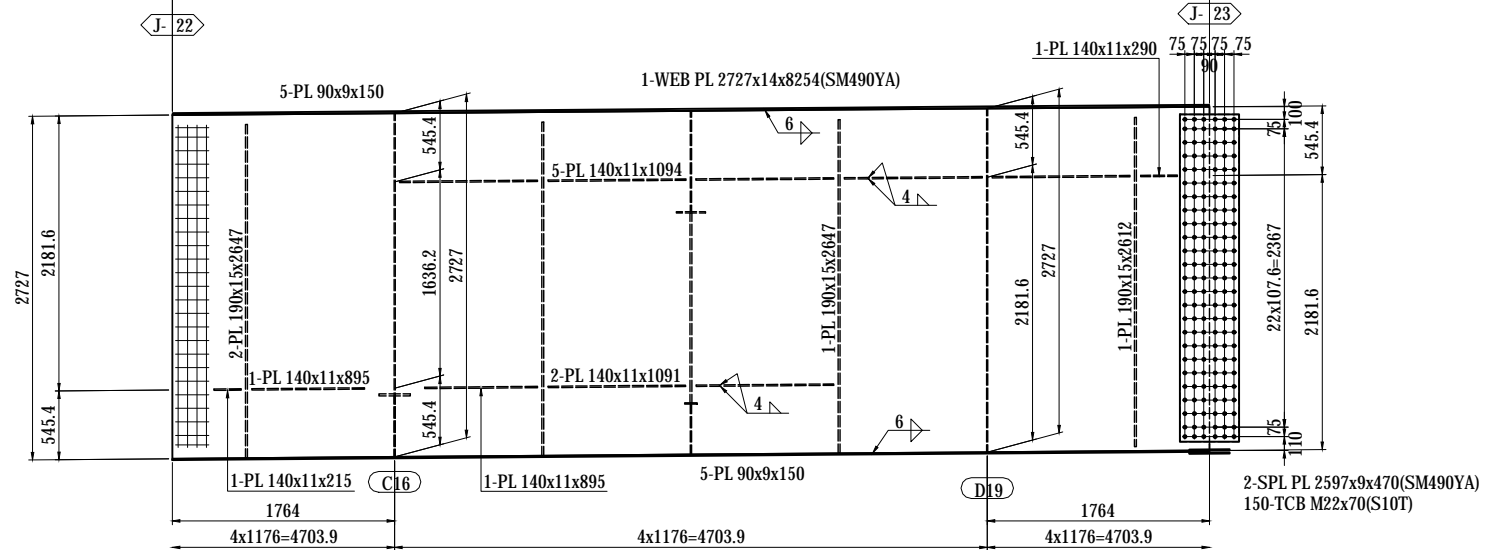 J- 22
J- 23
75 75 75 75
90
1-PL 140x11x290
1-WEB PL 2727x14x8254(SM490YA)
5-PL 90x9x150
6
100
75
545.4
545.4
545.4
5-PL 140x11x1094
4
2727
2181.6
2-PL 190x15x2647
1636.2
2727
1-PL 190x15x2647
2181.6
2727
1-PL 190x15x2612
22x107.6=2367
2181.6
1-PL 140x11x895
2-PL 140x11x1091
4
545.4
545.4
6
75
110
5-PL 90x9x150
1-PL 140x11x215
C16
1-PL 140x11x895
D19
2-SPL PL 2597x9x470(SM490YA)
150-TCB M22x70(S10T)
1764
1764
4x1176=4703.9
4x1176=4703.9
4x1176=4703.9